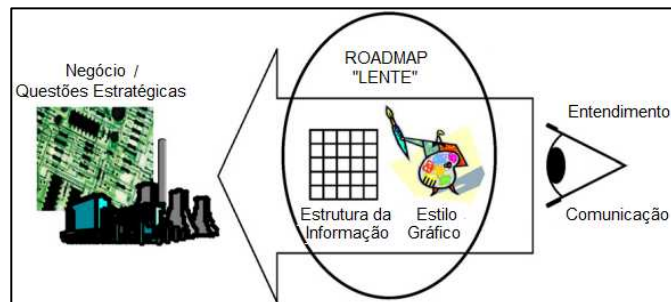 Negócio /
Questões Estratégicas
ROADMAP
"LENTE"
Estrutura da
Informação
Estilo
Gráfico
Entendimento
Comunicação